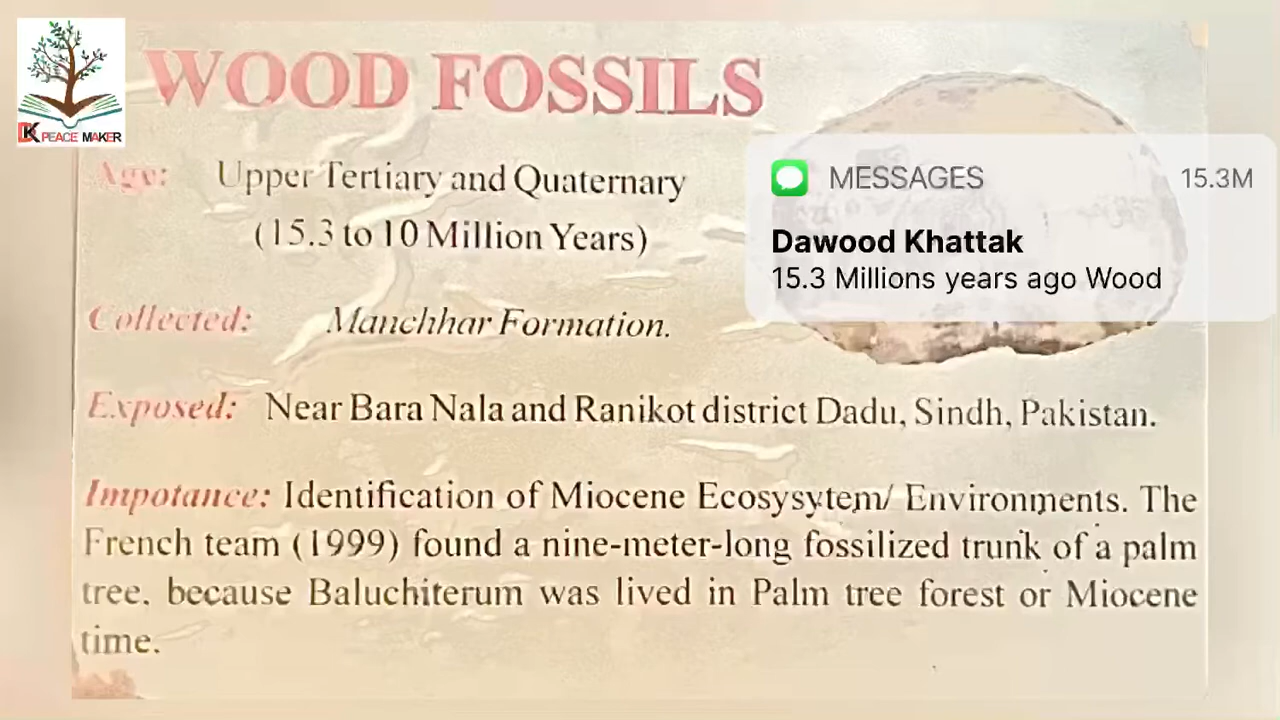 DK PEACE MAKER
WOOD FOSSILS
Age: Upper Tertiary and Quaternary
(15.3 to 10 Million Years)
MESSAGES 15.3M
Dawood Khattak
15.3 Millions years ago Wood
Collected: Manchhar Formation.
Exposed: Near Bara Nala and Ranikot district Dadu, Sindh, Pakistan.
Impotance: Identification of Miocene Ecosysytem/ Environments. The
French team (1999) found a nine-meter-long fossilized trunk of a palm
tree. because Baluchiterum was lived in Palm tree forest or Miocene
time.